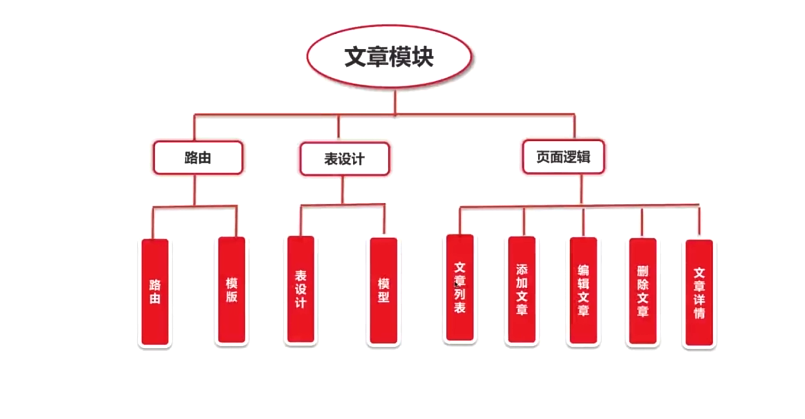 文章模块
路由
表设计
页面逻辑
路由
模版
表设计
模型
文章列表
添加文章
编辑文章
删除文章
文章详情